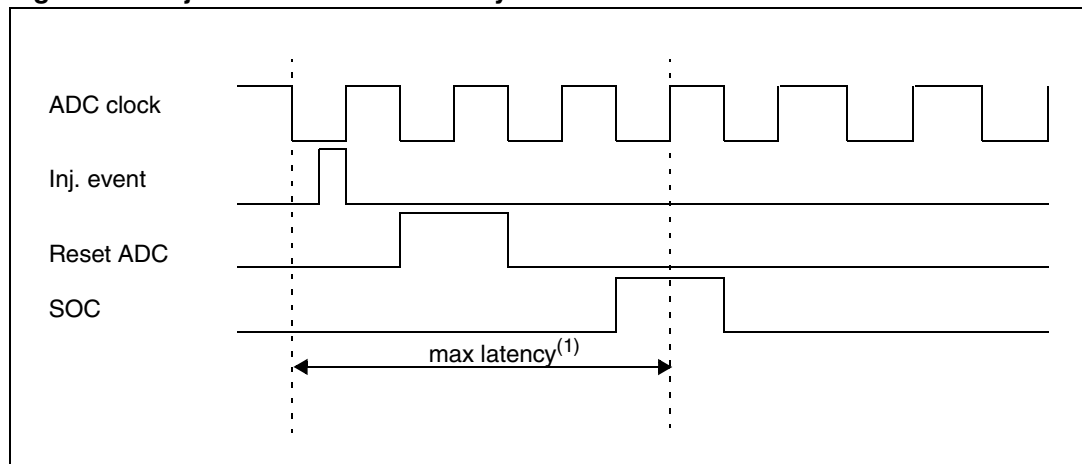 ADC clock
Inj. event
Reset ADC
SOC
max latency(1)